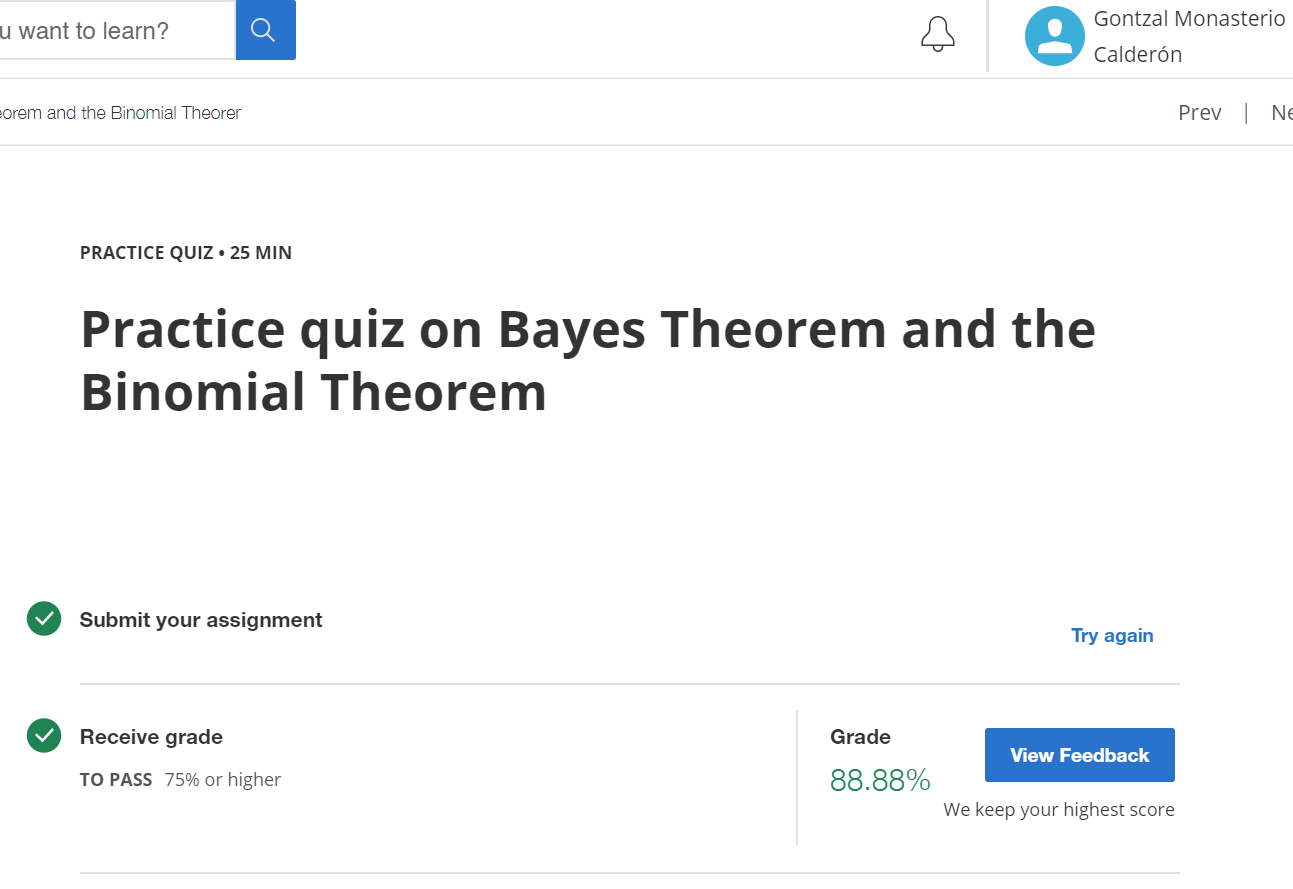 u want to learn?
Gontzal Monasterio
Calderón
eorem and the Binomial Theorer
Prev | Ne
PRACTICE QUIZ • 25 MIN
Practice quiz on Bayes Theorem and the
Binomial Theorem
Submit your assignment
Try again
Receive grade
TO PASS 75% or higher
Grade
88.88%
View Feedback
We keep your highest score